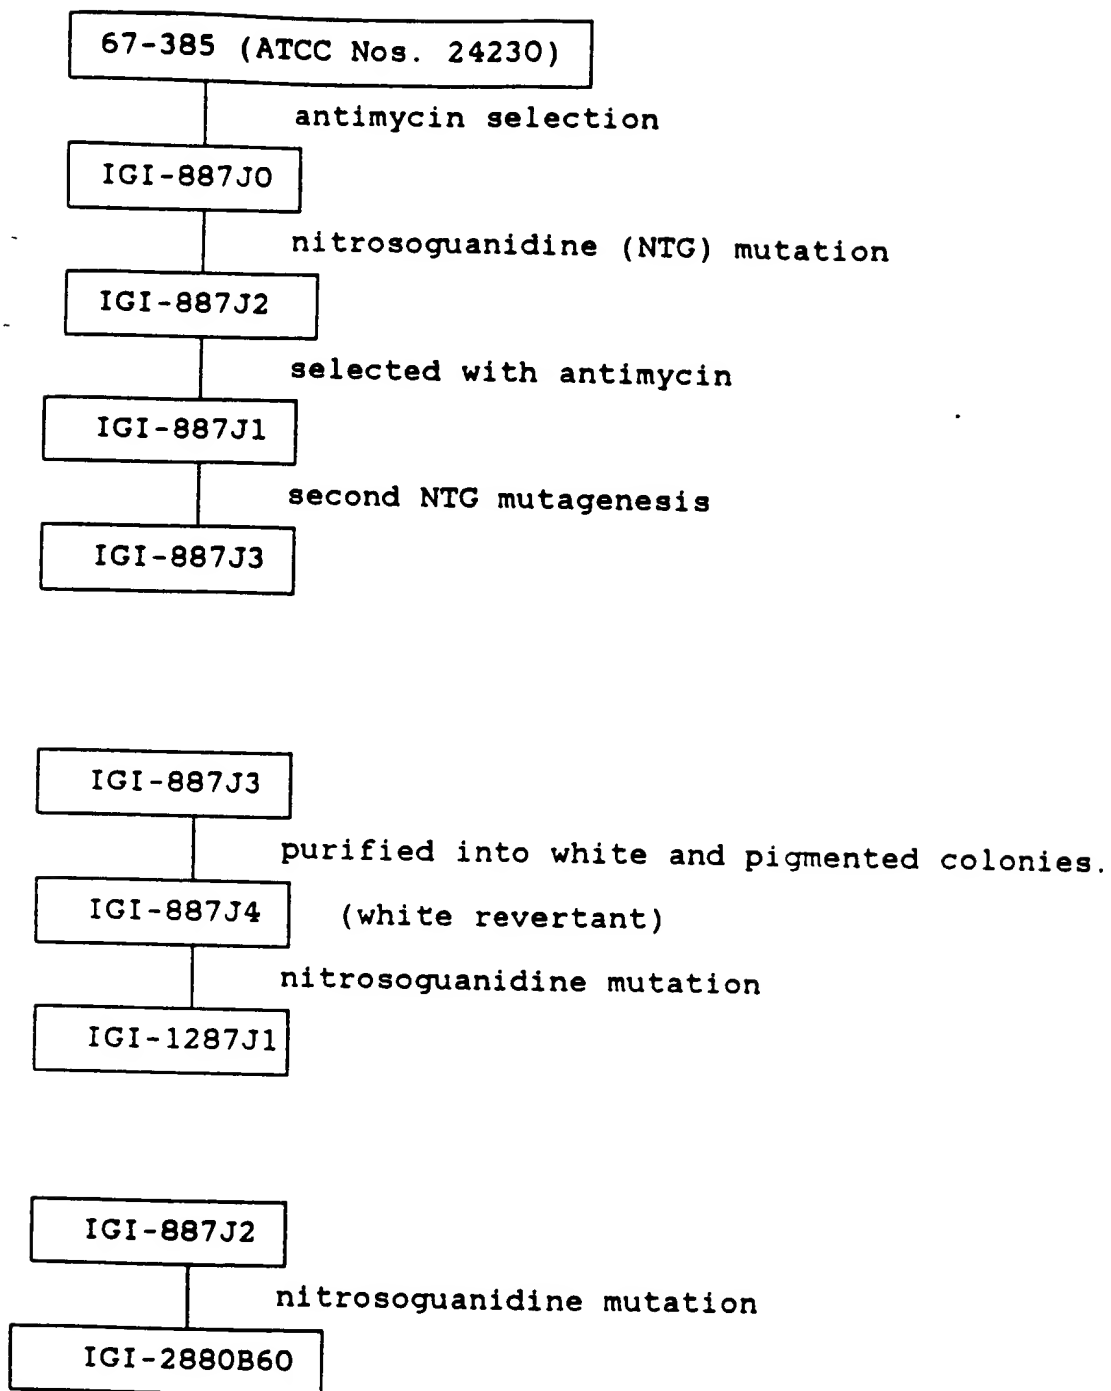 67-385 (ATCC Nos. 24230)
antimycin selection
IGI-887J0
nitrosoguanidine (NTG) mutation
IGI-887J2
selected with antimycin
IGI-887J1
second NTG mutagenesis
IGI-887J3
IGI-887J3
purified into white and pigmented colonies.
IGI-887J4 (white revertant)
nitrosoguanidine mutation
IGI-1287J1
IGI-887J2
nitrosoguanidine mutation
IGI-2880B60